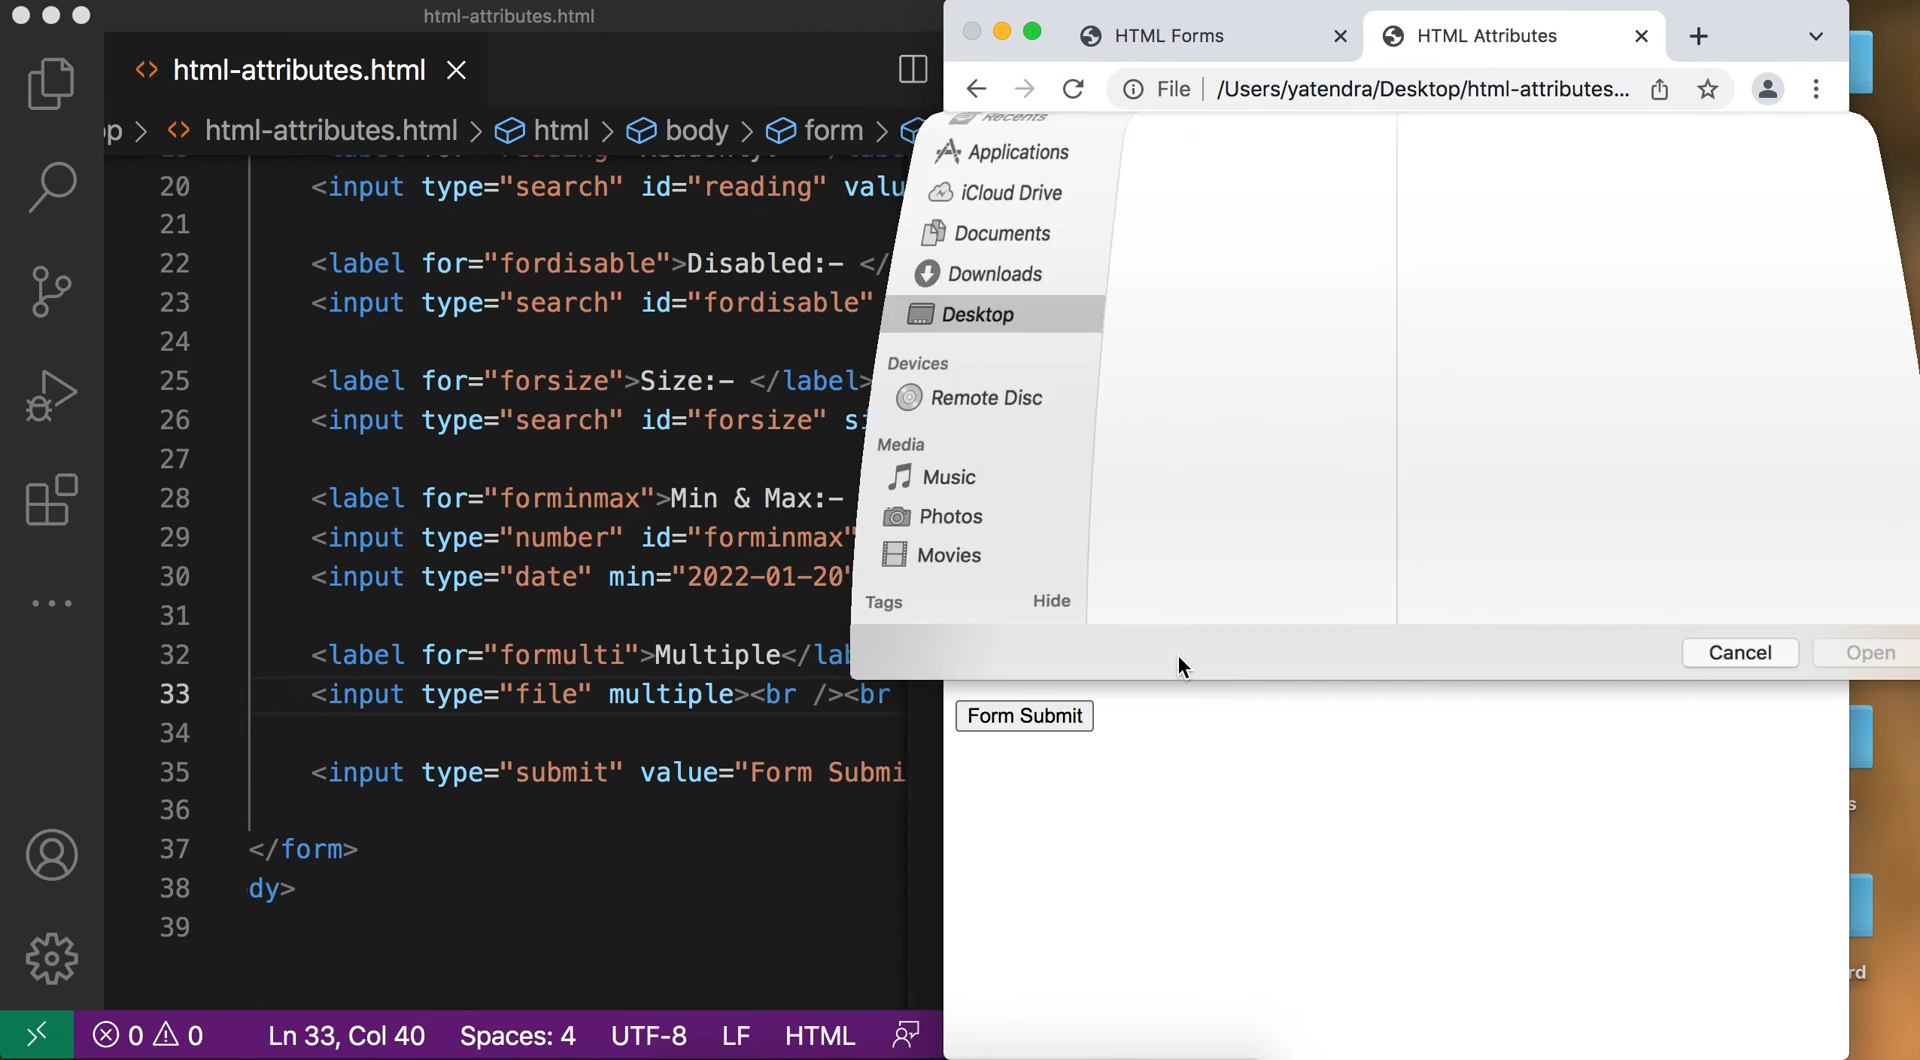 html-attributes.html
html-attributes.html
op > html-attributes.html > html > body > form >
20 <input type="search" id="reading" valu
21
22 <label for="fordisable">Disabled:- </
23 <input type="search" id="fordisable"
24
25 <label for="forsize">Size:- </label>
26 <input type="search" id="forsize" si
27
28 <label for="forminmax">Min & Max:-
29 <input type="number" id="forminmax"
30 <input type="date" min="2022-01-20"
31
32 <label for="formulti">Multiple</lab
33 <input type="file" multiple><br /><br
34
35 <input type="submit" value="Form Submi
36
37 </form>
38 dy>
39
0 0 Ln 33, Col 40 Spaces: 4 UTF-8 LF HTML
HTML Forms
HTML Attributes
File /Users/yatendra/Desktop/html-attributes...
Recents
Applications
iCloud Drive
Documents
Downloads
Desktop
Devices
Remote Disc
Media
Music
Photos
Movies
Tags Hide
Cancel Open
Form Submit
s
rd